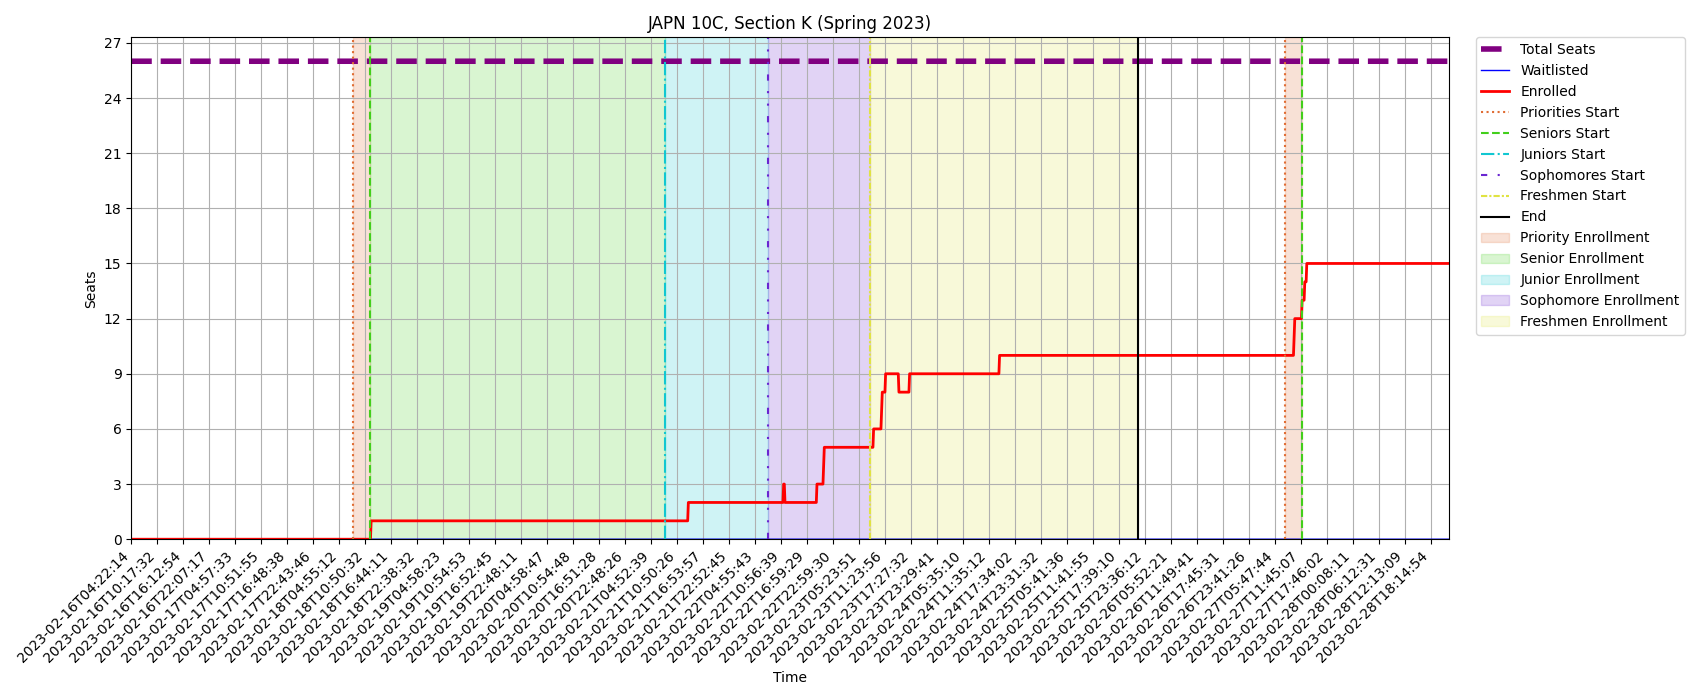 JAPN 10C, Section K (Spring 2023)
Seats
27
24
21
18
15
12
9
6
3
0
2023-02-16T04:22:14
2023-02-16T10:17:32
2023-02-16T16:12:54
2023-02-16T22:07:17
2023-02-17T04:57:33
2023-02-17T10:51:55
2023-02-17T16:48:38
2023-02-17T22:43:46
2023-02-18T04:55:12
2023-02-18T10:50:32
2023-02-18T16:44:11
2023-02-18T22:38:32
2023-02-19T04:58:23
2023-02-19T10:54:53
2023-02-19T16:52:45
2023-02-19T22:48:11
2023-02-20T04:58:47
2023-02-20T10:54:48
2023-02-20T16:51:28
2023-02-20T22:48:26
2023-02-21T04:52:39
2023-02-21T10:50:26
2023-02-21T16:53:57
2023-02-21T22:52:45
2023-02-22T04:55:43
2023-02-22T10:56:39
2023-02-22T16:59:29
2023-02-22T22:59:30
2023-02-23T05:23:51
2023-02-23T11:23:56
2023-02-23T17:27:32
2023-02-23T23:29:41
2023-02-24T05:35:10
2023-02-24T11:35:12
2023-02-24T17:34:02
2023-02-24T23:31:32
2023-02-25T05:41:36
2023-02-25T11:41:55
2023-02-25T17:39:10
2023-02-25T23:36:12
2023-02-26T05:52:21
2023-02-26T11:49:41
2023-02-26T17:45:31
2023-02-26T23:41:26
2023-02-27T05:47:44
2023-02-27T11:45:07
2023-02-27T17:46:02
2023-02-28T00:08:11
2023-02-28T06:12:31
2023-02-28T12:13:09
2023-02-28T18:14:54
Time
Total Seats
Waitlisted
Enrolled
Priorities Start
Seniors Start
Juniors Start
Sophomores Start
Freshmen Start
End
Priority Enrollment
Senior Enrollment
Junior Enrollment
Sophomore Enrollment
Freshmen Enrollment